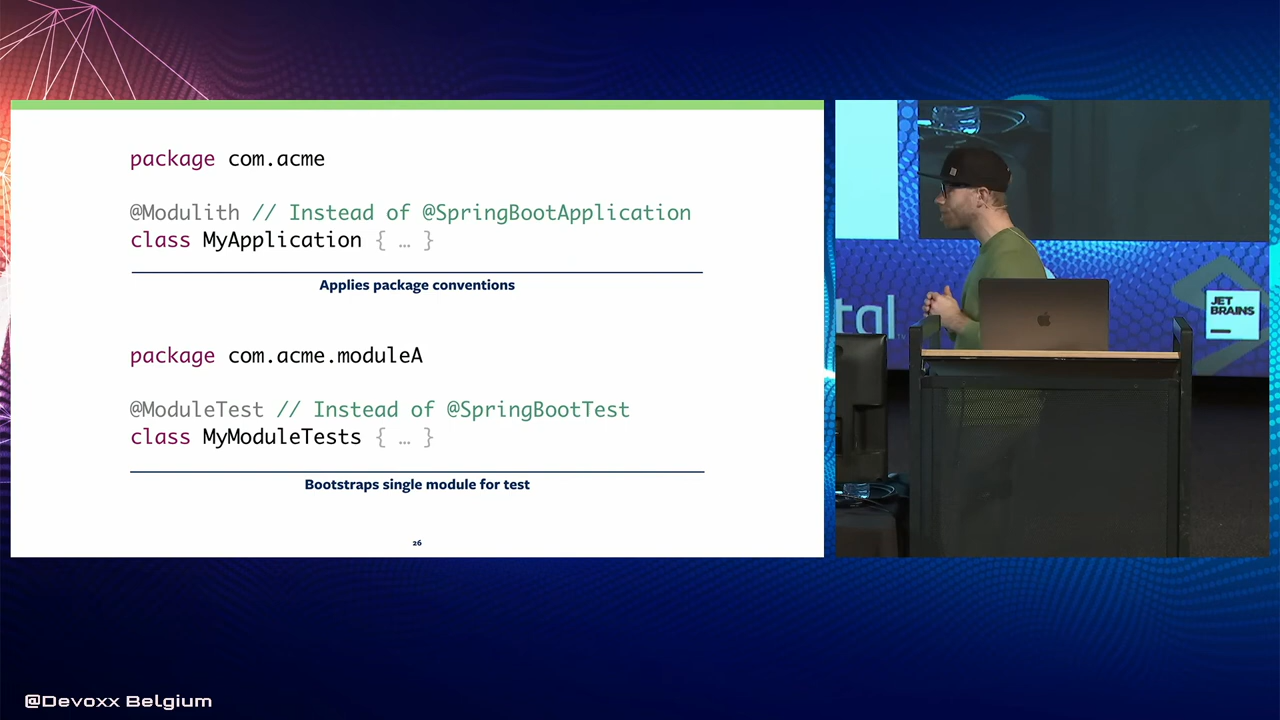 package com.acme
@Modulith // Instead of @SpringBootApplication
class MyApplication { … }
Applies package conventions
package com.acme.moduleA
@ModuleTest // Instead of @SpringBootTest
class MyModuleTests { … }
Bootstraps single module for test
26
tal
JET
BRAINS
@Devoxx Belgium